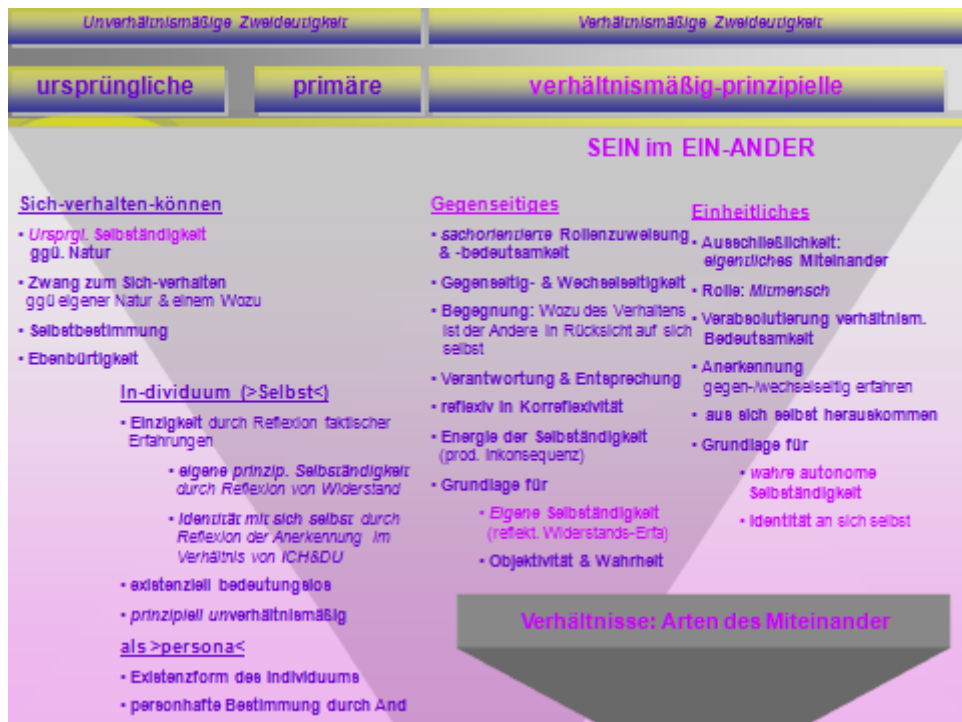 Unverhältnismäßige Zweideutigkeit
Verhältnismäßige Zweideutigkeit
ursprüngliche
primäre
verhältnismäßig-prinzipielle
SEIN im EIN-ANDER
Sich-verhalten-können
• Ursprgl. Selbständigkeit
ggü. Natur
• Zwang zum Sich-verhalten
ggü eigener Natur & einem Wozu
• Selbstbestimmung
• Ebenbürtigkeit
In-dividuum (>Selbst<)
• Einzigkeit durch Reflexion faktischer
Erfahrungen
• eigene prinzip. Selbständigkeit
durch Reflexion von Widerstand
• Identität mit sich selbst durch
Reflexion der Anerkennung im
Verhältnis von ICH&DU
• existenziell bedeutungslos
• prinzipiell unverhältnismäßig
als >persona<
• Existenzform des Individuums
• personhafte Bestimmung durch And
Gegenseitiges
• sachorientierte Rollenzuweisung
& -bedeutsamkeit
• Gegenseitig- & Wechselseitigkeit
• Begegnung: Wozu des Verhaltens
ist der Andere in Rücksicht auf sich
selbst
• Verantwortung & Entsprechung
• reflexiv in Korreflexivität
• Energie der Selbständigkeit
(prod. Inkonsequenz)
• Grundlage für
• Eigene Selbständigkeit
(reflekt. Widerstands-Erfa)
• Objektivität & Wahrheit
Einheitliches
• Ausschließlichkeit:
eigentliches Miteinander
• Rolle: Mitmensch
• Verabsolutierung verhältnism.
Bedeutsamkeit
• Anerkennung
gegen-/wechselseitig erfahren
• aus sich selbst herauskommen
• Grundlage für
• wahre autonome
Selbständigkeit
• Identität an sich selbst
Verhältnisse: Arten des Miteinander